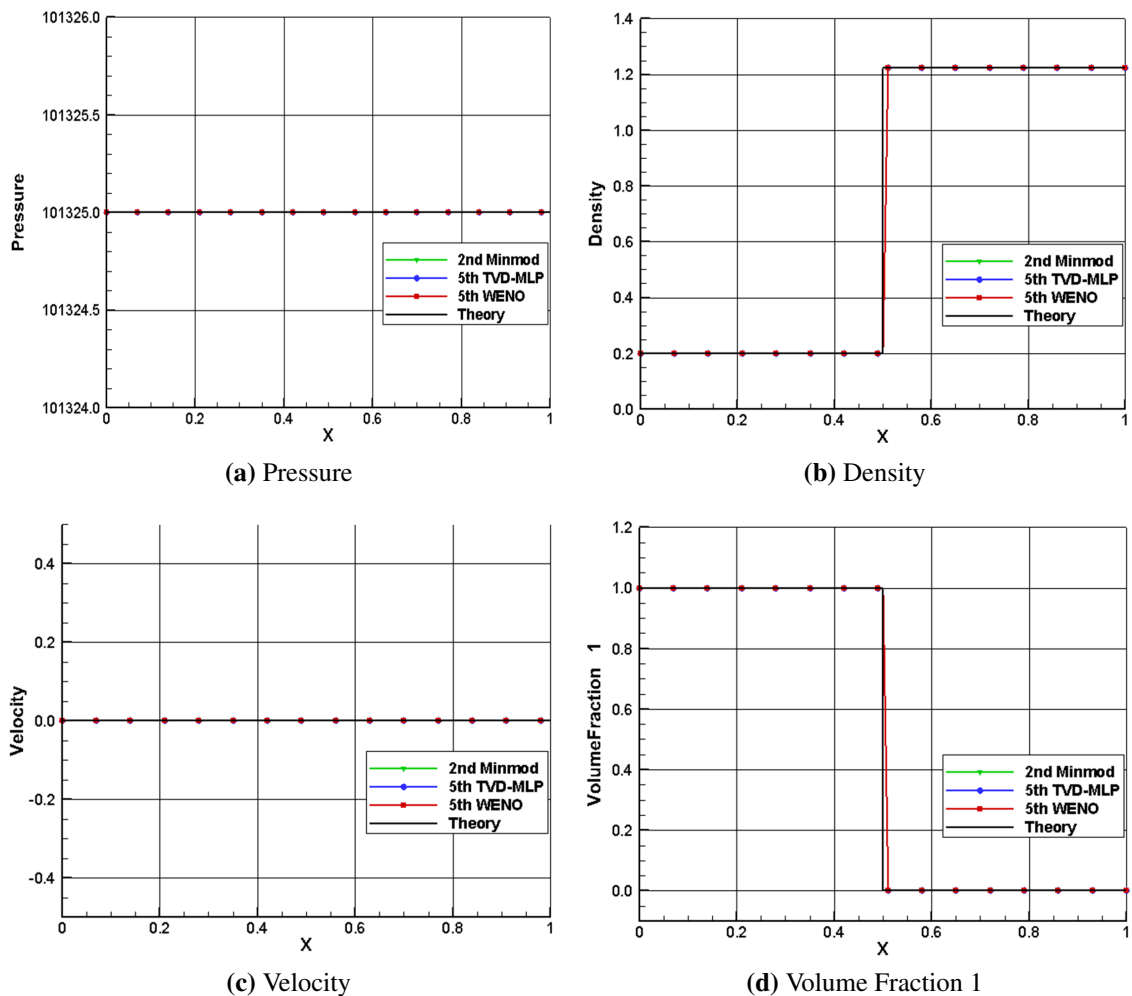 101326.0
101325.5
101325.0
101324.5
101324.0
Pressure
0 0.2 0.4 0.6 0.8 1
X
2nd Minmod
5th TVD-MLP
5th WENO
Theory
(a) Pressure
1.4
1.2
1.0
0.8
0.6
0.4
0.2
0.0
Density
0 0.2 0.4 0.6 0.8 1
X
2nd Minmod
5th TVD-MLP
5th WENO
Theory
(b) Density
0.4
0.2
0.0
-0.2
-0.4
Velocity
0 0.2 0.4 0.6 0.8 1
X
2nd Minmod
5th TVD-MLP
5th WENO
Theory
(c) Velocity
1.2
1.0
0.8
0.6
0.4
0.2
0.0
VolumeFraction 1
0 0.2 0.4 0.6 0.8 1
X
2nd Minmod
5th TVD-MLP
5th WENO
Theory
(d) Volume Fraction 1